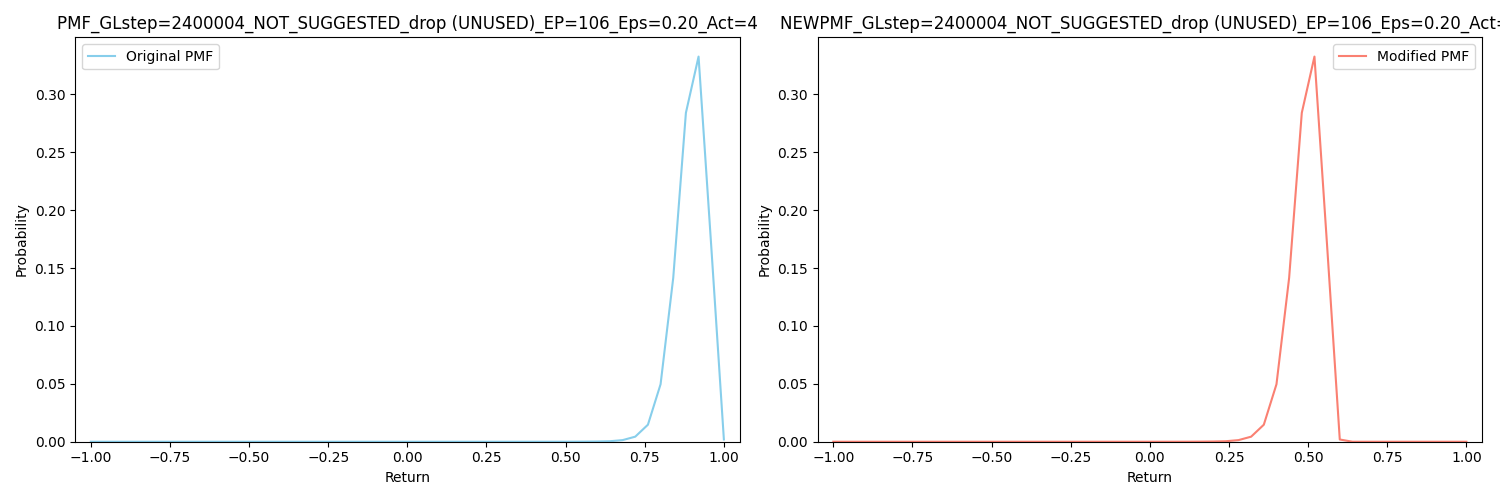 PMF_GLstep=2400004_NOT_SUGGESTED_drop (UNUSED)_EP=106_Eps=0.20_Act=4
Original PMF
0.30
0.25
0.20
0.15
0.10
0.05
0.00
Probability
−1.00 −0.75 −0.50 −0.25 0.00 0.25 0.50 0.75 1.00
Return
NEWPMF_GLstep=2400004_NOT_SUGGESTED_drop (UNUSED)_EP=106_Eps=0.20_Act=
Modified PMF
0.30
0.25
0.20
0.15
0.10
0.05
0.00
Probability
−1.00 −0.75 −0.50 −0.25 0.00 0.25 0.50 0.75 1.00
Return